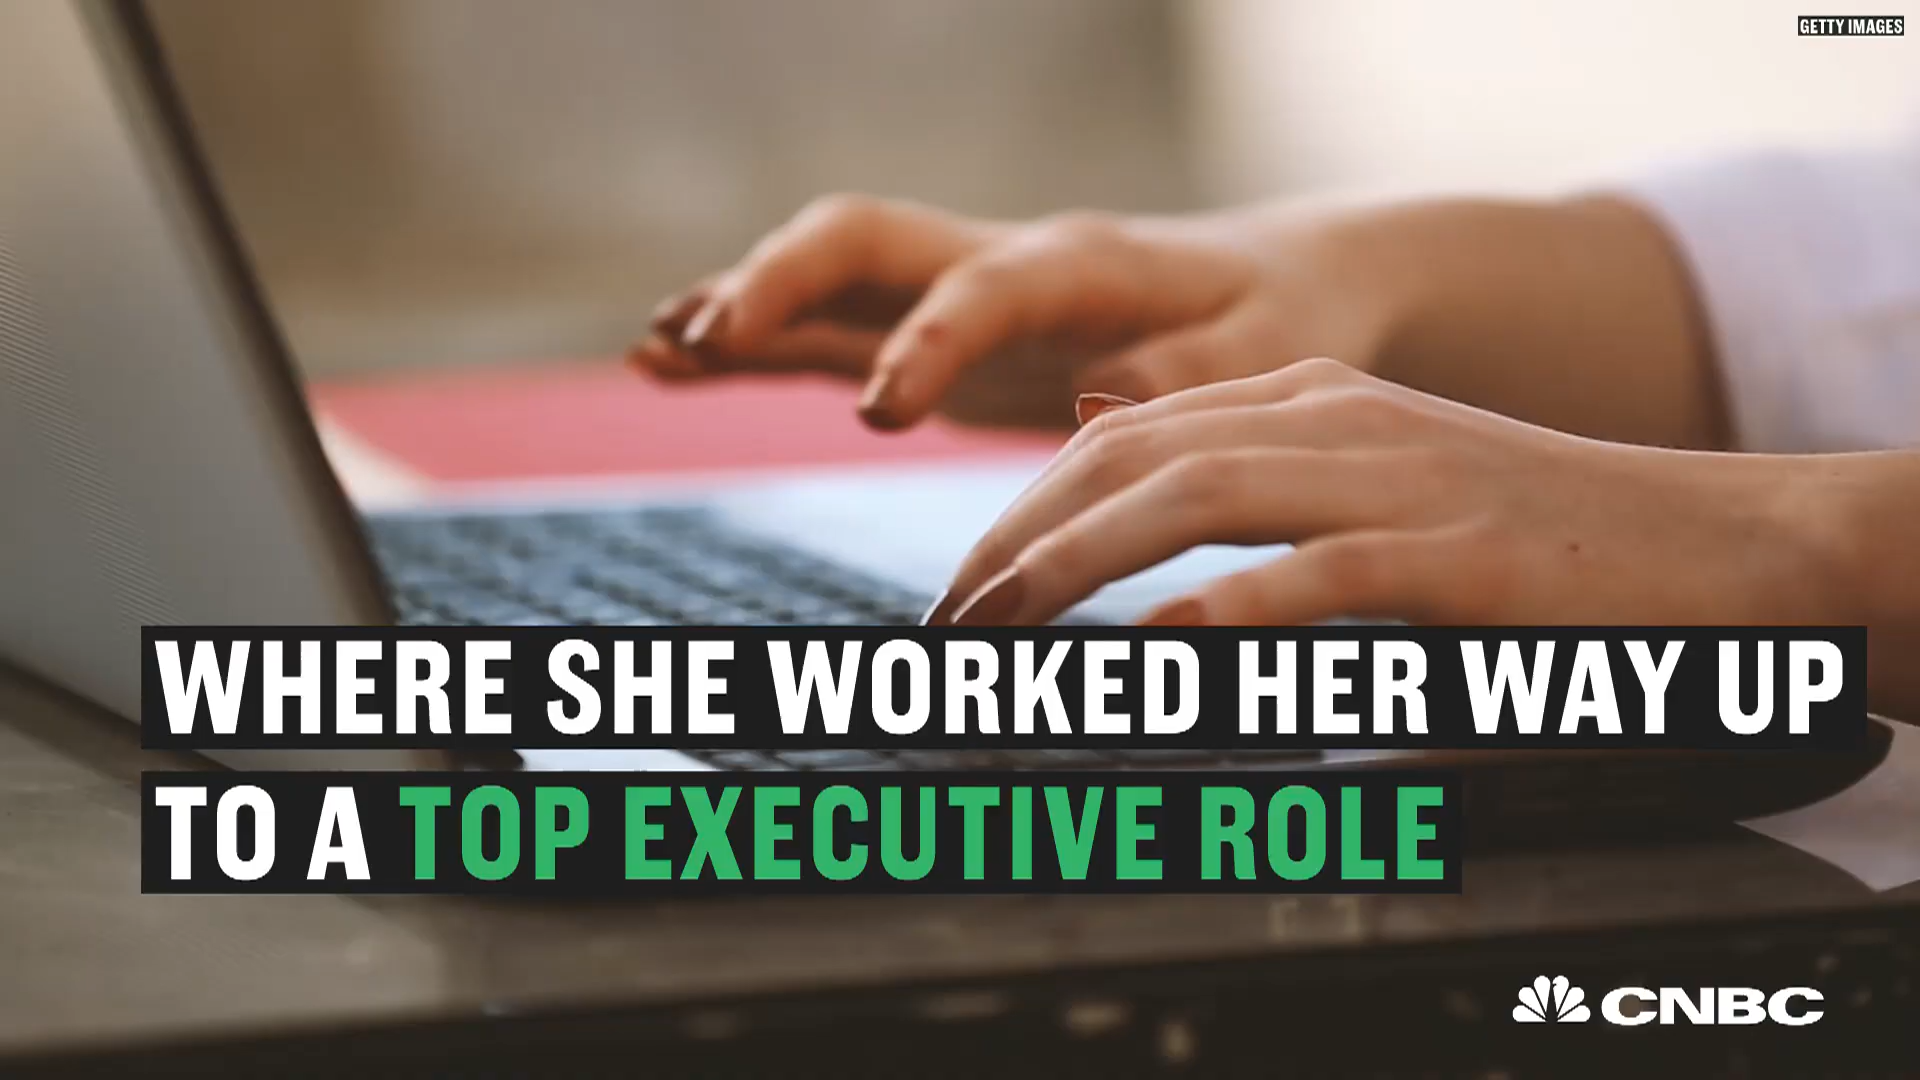 GETTY IMAGES
WHERE SHE WORKED HER WAY UP
TO A TOP EXECUTIVE ROLE
CNBC